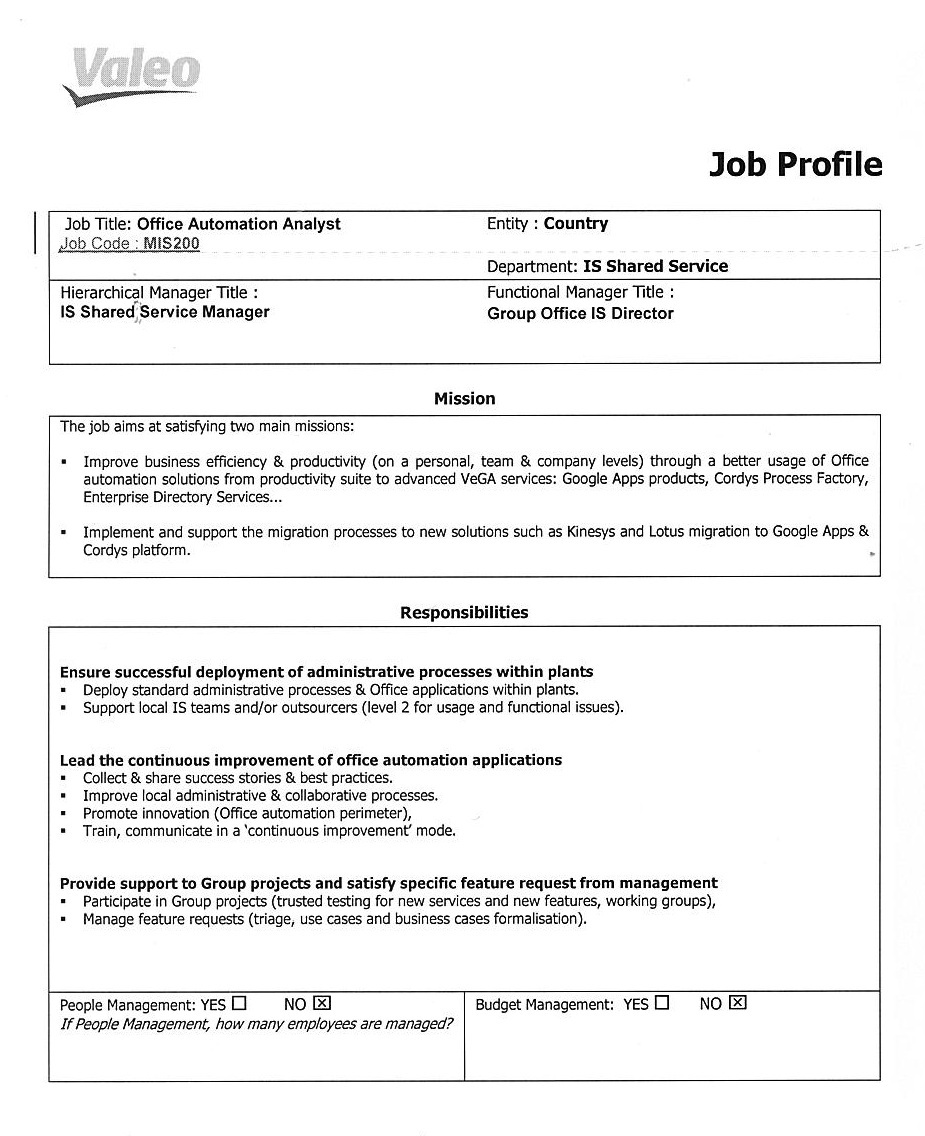 Valeo
Job Profile
Job Title: Office Automation Analyst
Job Code : MIS200
Entity : Country
Department: IS Shared Service
Hierarchical Manager Title :
IS Shared Service Manager
Functional Manager Title :
Group Office IS Director
Mission
The job aims at satisfying two main missions:
▪ Improve business efficiency & productivity (on a personal, team & company levels) through a better usage of Office
automation solutions from productivity suite to advanced VeGA services: Google Apps products, Cordys Process Factory,
Enterprise Directory Services...
▪ Implement and support the migration processes to new solutions such as Kinesys and Lotus migration to Google Apps &
Cordys platform.
Responsibilities
Ensure successful deployment of administrative processes within plants
▪ Deploy standard administrative processes & Office applications within plants.
▪ Support local IS teams and/or outsourcers (level 2 for usage and functional issues).
Lead the continuous improvement of office automation applications
▪ Collect & share success stories & best practices.
▪ Improve local administrative & collaborative processes.
▪ Promote innovation (Office automation perimeter),
▪ Train, communicate in a ‘continuous improvement’ mode.
Provide support to Group projects and satisfy specific feature request from management
▪ Participate in Group projects (trusted testing for new services and new features, working groups),
▪ Manage feature requests (triage, use cases and business cases formalisation).
People Management: YES ☐ NO ☒
If People Management, how many employees are managed?
Budget Management: YES ☐ NO ☒